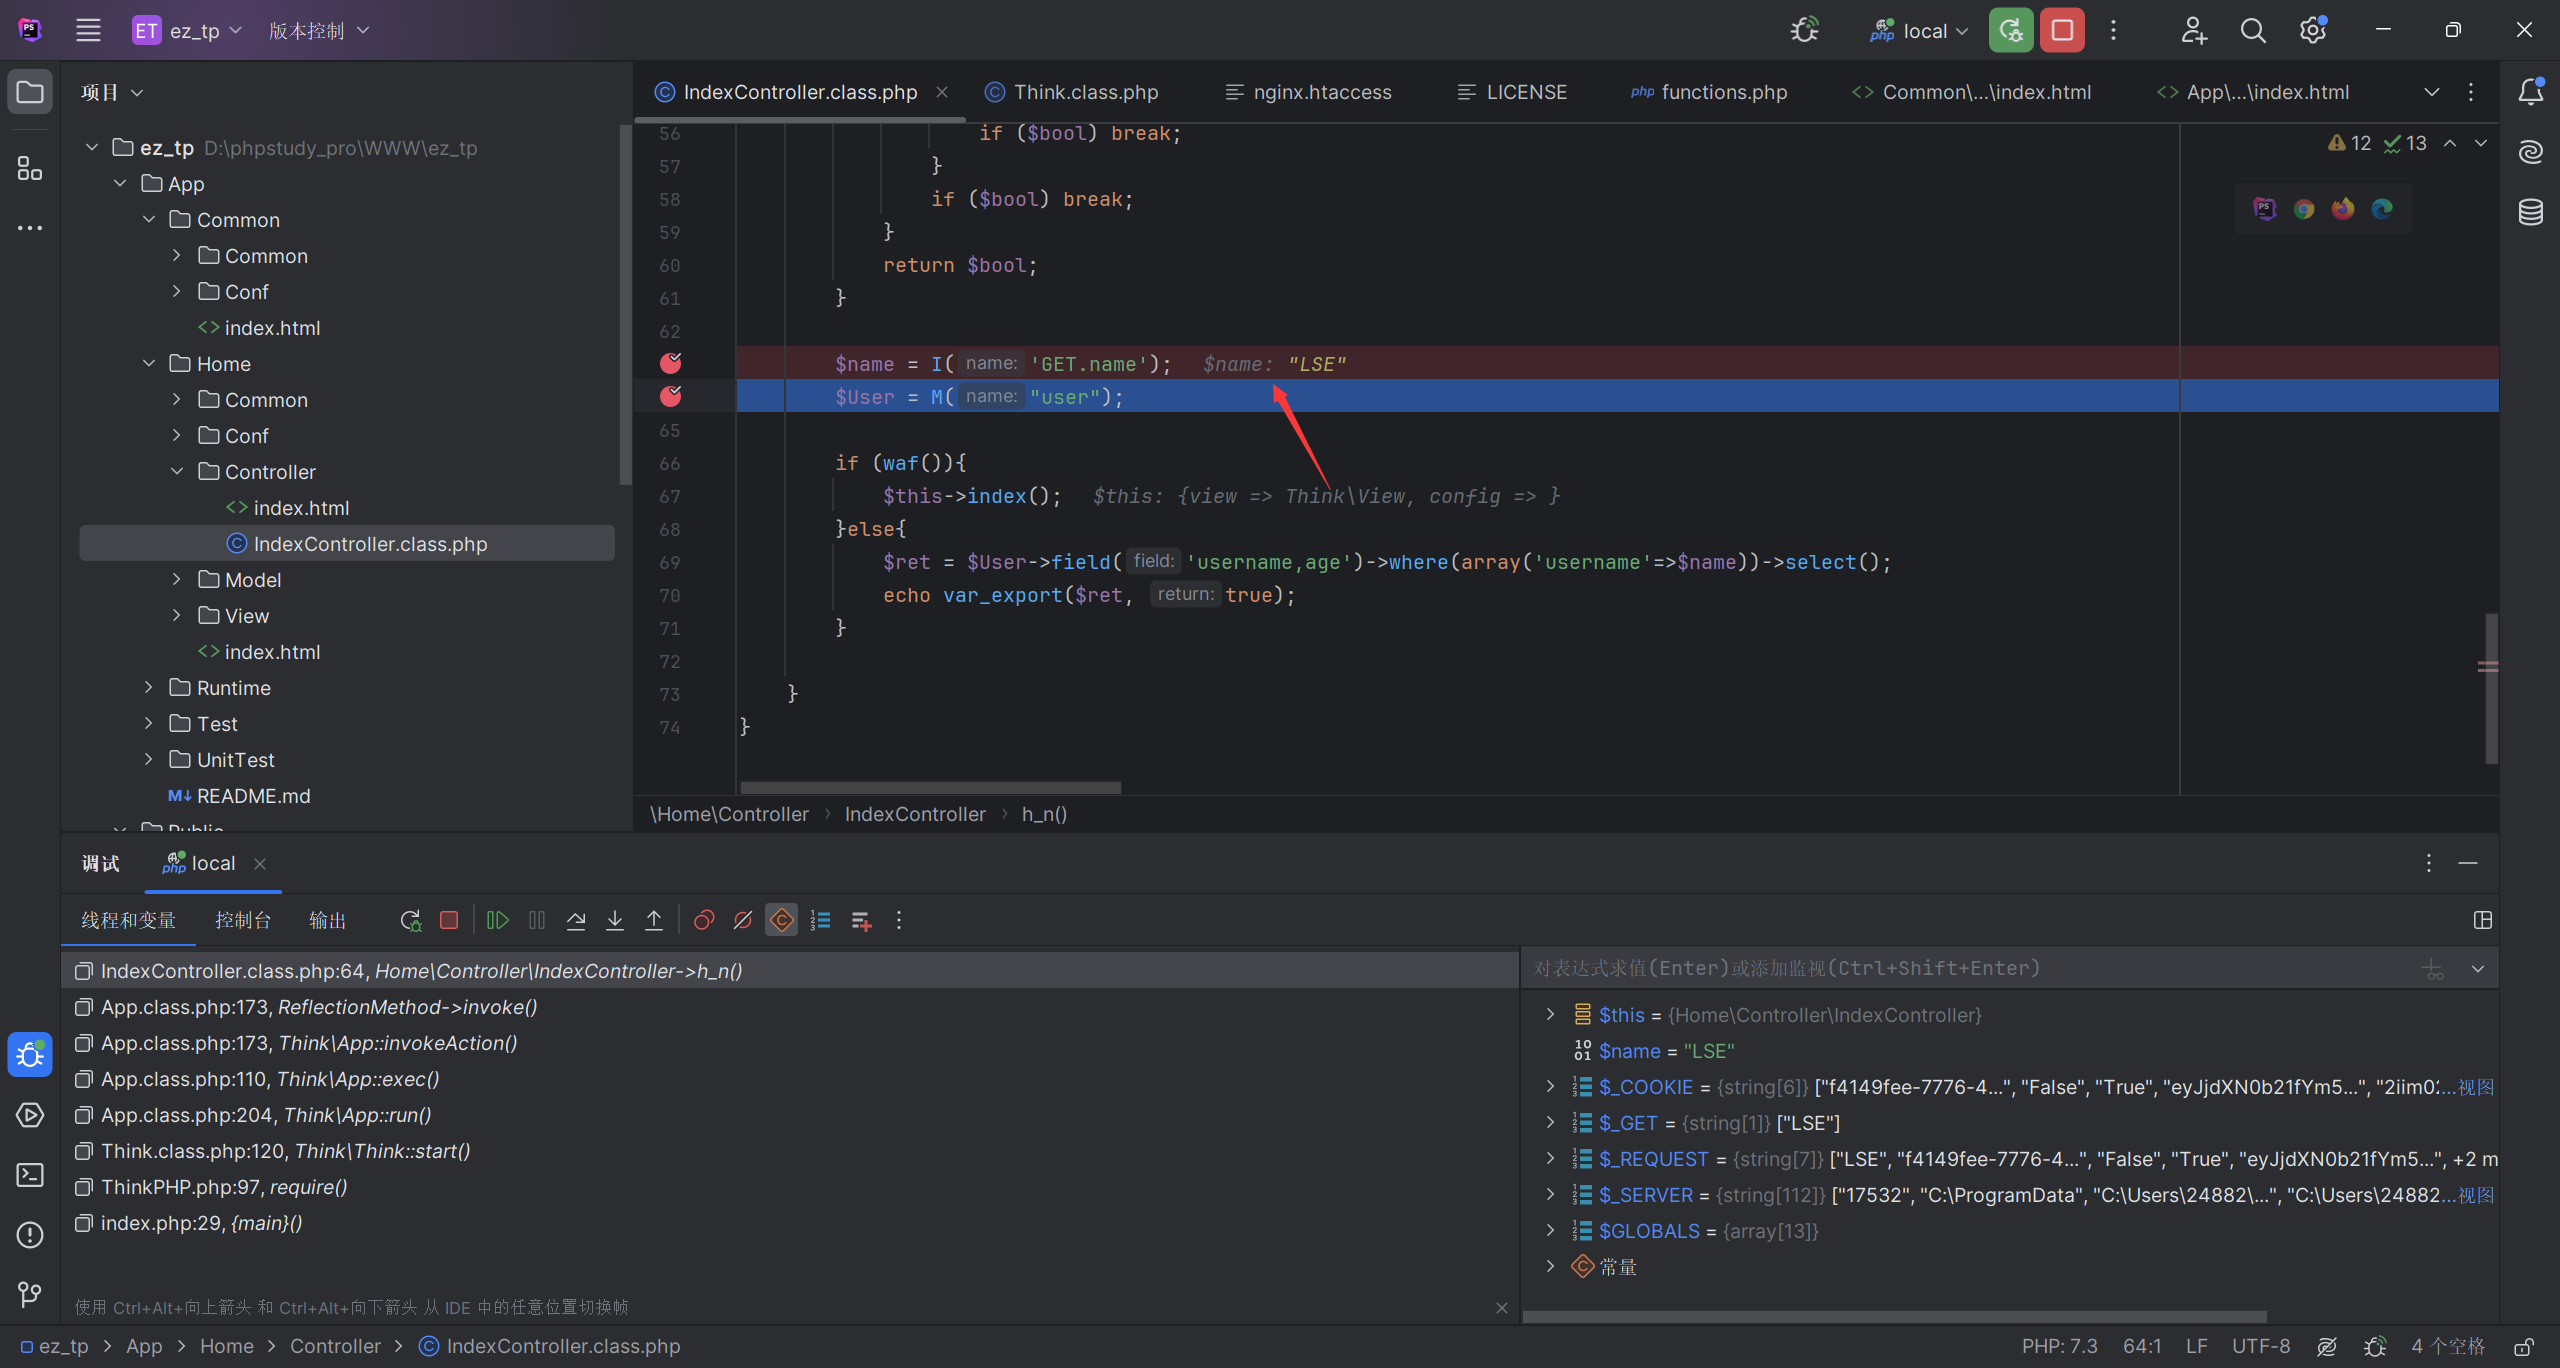 ET ez_tp 版本控制 php local
项目
ez_tp D:\phpstudy_pro\WWW\ez_tp
App
Common
Common
Conf
index.html
Home
Common
Conf
Controller
index.html
IndexController.class.php
Model
View
index.html
Runtime
Test
UnitTest
M↓ README.md
Public
IndexController.class.php Think.class.php nginx.htaccess LICENSE php functions.php Common\...\index.html App\...\index.html
12 13
56 if ($bool) break;
57 }
58 if ($bool) break;
59 }
60 return $bool;
61 }
62
$name = I( name: 'GET.name'); $name: "LSE"
$User = M( name: "user");
65
66 if (waf()){
67 $this->index(); $this: {view => Think\View, config => }
68 }else{
69 $ret = $User->field( field: 'username,age')->where(array('username'=>$name))->select();
70 echo var_export($ret, return: true);
71 }
72
73 }
74 }
\Home\Controller › IndexController › h_n()
调试 php local
线程和变量 控制台 输出
IndexController.class.php:64, Home\Controller\IndexController->h_n()
App.class.php:173, ReflectionMethod->invoke()
App.class.php:173, Think\App::invokeAction()
App.class.php:110, Think\App::exec()
App.class.php:204, Think\App::run()
Think.class.php:120, Think\Think::start()
ThinkPHP.php:97, require()
index.php:29, {main}()
使用 Ctrl+Alt+向上箭头 和 Ctrl+Alt+向下箭头 从 IDE 中的任意位置切换帧
对表达式求值(Enter)或添加监视(Ctrl+Shift+Enter)
$this = {Home\Controller\IndexController}
$name = "LSE"
$_COOKIE = {string[6]} ["f4149fee-7776-4...", "False", "True", "eyJjdXN0b21fYm5...", "2iim02...视图
$_GET = {string[1]} ["LSE"]
$_REQUEST = {string[7]} ["LSE", "f4149fee-7776-4...", "False", "True", "eyJjdXN0b21fYm5...", +2 m
$_SERVER = {string[112]} ["17532", "C:\ProgramData", "C:\Users\24882\...", "C:\Users\24882...视图
$GLOBALS = {array[13]}
常量
ez_tp > App > Home > Controller > IndexController.class.php
PHP: 7.3 64:1 LF UTF-8 4 个空格